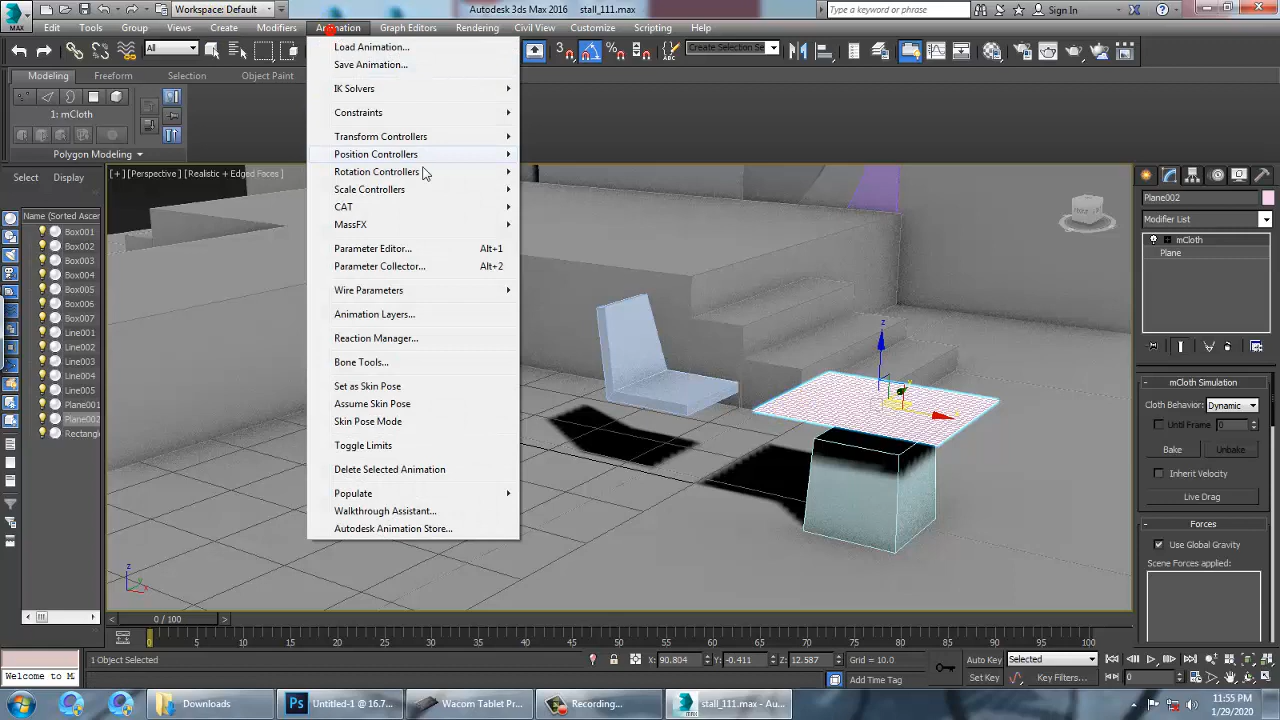 Workspace: Default
Autodesk 3ds Max 2016 stall_111.max
Type a keyword or phrase
Sign In
MAX
Edit Tools Group Views Create Modifiers Animation Graph Editors Rendering Civil View Customize Scripting Help
All
Create Selection Se
Modeling Freeform Selection Object Paint
1: mCloth
Polygon Modeling
Load Animation...
Save Animation...
IK Solvers
Constraints
Transform Controllers
Position Controllers
Rotation Controllers
Scale Controllers
CAT
MassFX
Parameter Editor... Alt+1
Parameter Collector... Alt+2
Wire Parameters
Animation Layers...
Reaction Manager...
Bone Tools...
Set as Skin Pose
Assume Skin Pose
Skin Pose Mode
Toggle Limits
Delete Selected Animation
Populate
Walkthrough Assistant...
Autodesk Animation Store...
Select Display
Name (Sorted Ascen
Box001
Box002
Box003
Box004
Box005
Box006
Box007
Line001
Line002
Line003
Line004
Line005
Plane001
Plane002
Rectang
[+] [Perspective] [Realistic + Edged Faces]
z
z
Plane002
Modifier List
mCloth
Plane
mCloth Simulation
Cloth Behavior: Dynamic
Until Frame 0
Bake Unbake
Inherit Velocity
Live Drag
Forces
Use Global Gravity
Scene Forces applied:
0 / 100
0 5 10 15 20 25 30 35 40 45 50 55 60 65 70 75 80 85 90 95 100
1 Object Selected
X: 90.804 Y: -0.411 Z: 12.587 Grid = 10.0
Auto Key Selected
Welcome to M
Add Time Tag
Set Key Key Filters... 0
Downloads
Ps Untitled-1 @ 16.7...
Wacom Tablet Pr...
Recording...
stall_111.max - Au...
11:55 PM
1/29/2020